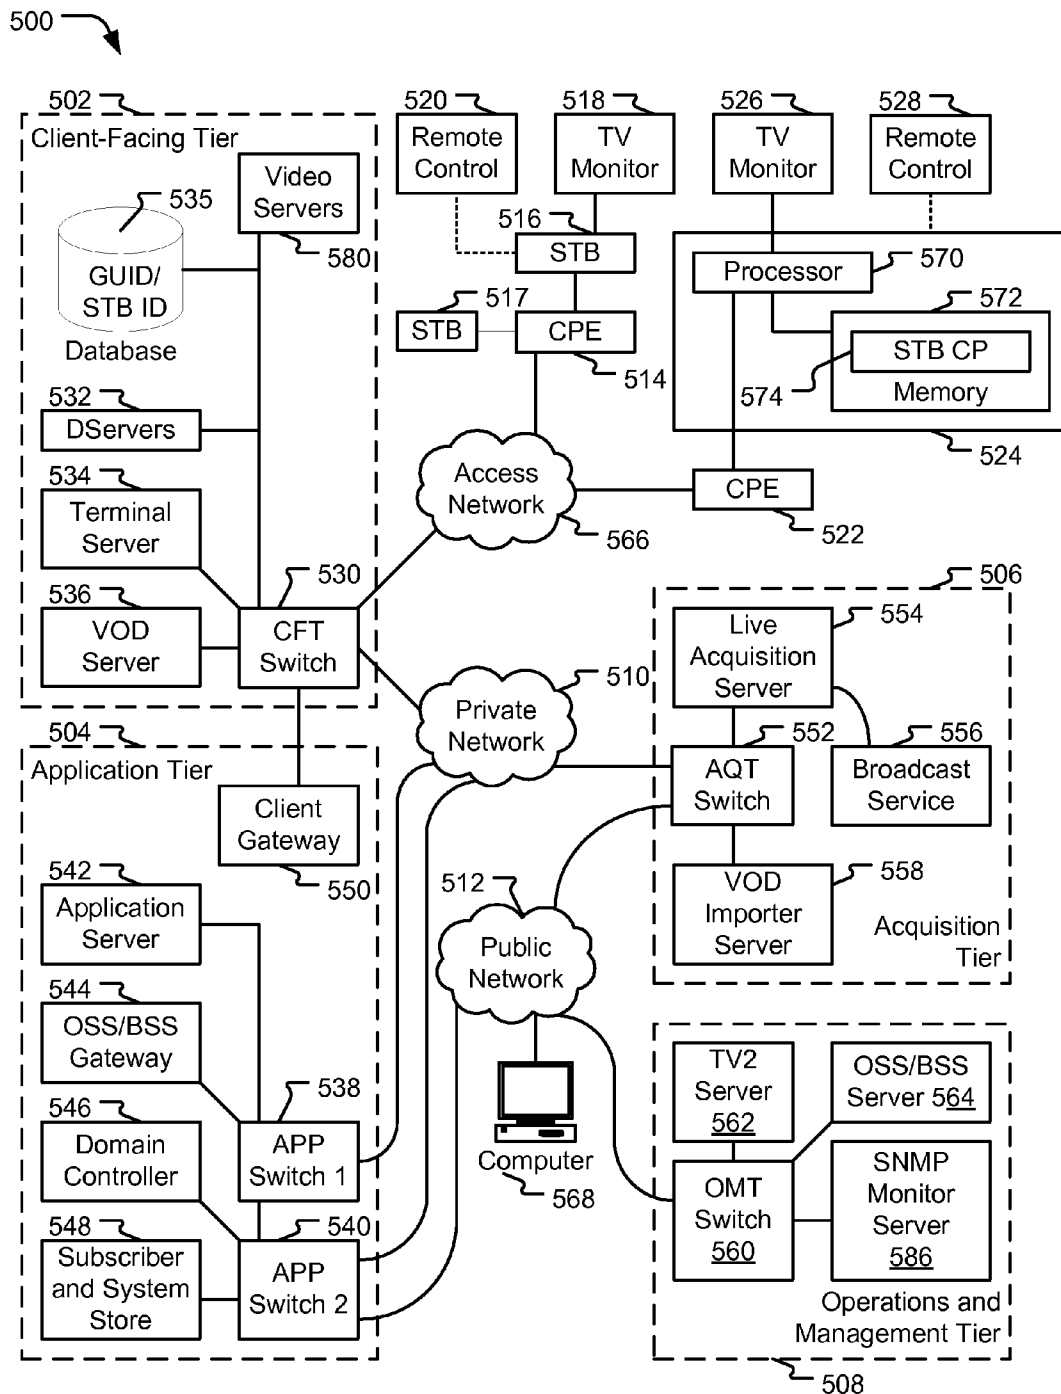 500
502
Client-Facing Tier
535
GUID/
STB ID
Database
Video
Servers
580
532
DServers
534
Terminal
Server
536
VOD
Server
530
CFT
Switch
520
Remote
Control
518
TV
Monitor
516
STB
517
STB
CPE
514
526
TV
Monitor
528
Remote
Control
Processor
570
572
STB CP
574
Memory
524
Access
Network
566
CPE
522
504
Application Tier
Client
Gateway
550
542
Application
Server
544
OSS/BSS
Gateway
538
APP
Switch 1
546
Domain
Controller
548
Subscriber
and System
Store
540
APP
Switch 2
510
Private
Network
512
Public
Network
Computer
568
506
Live
Acquisition
Server
554
552
AQT
Switch
556
Broadcast
Service
VOD
Importer
Server
558
Acquisition
Tier
TV2
Server
562
OSS/BSS
Server 564
OMT
Switch
560
SNMP
Monitor
Server
586
Operations and
Management Tier
508